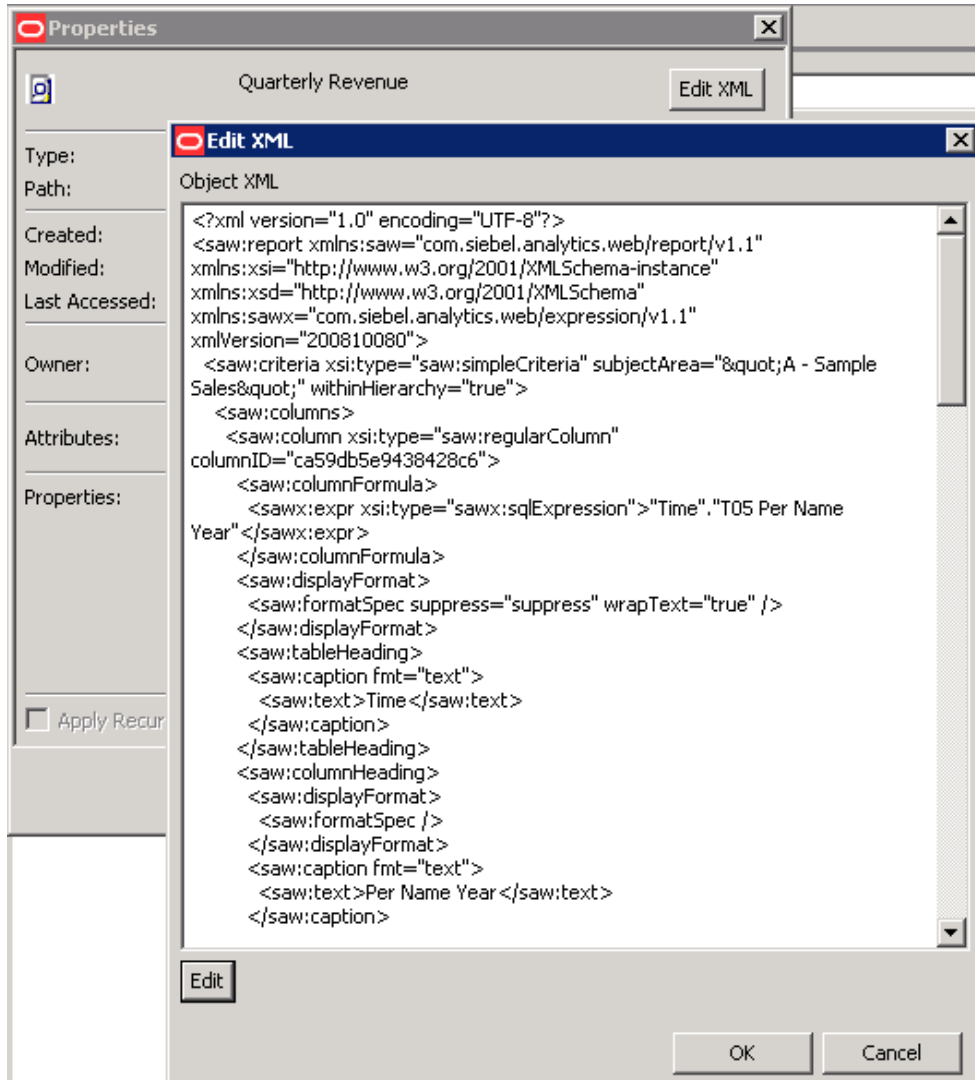 Properties
Quarterly Revenue
Edit XML
Edit XML
Type:
Path:
Created:
Modified:
Last Accessed:
Owner:
Attributes:
Properties:
Apply Recur
Object XML
<?xml version="1.0" encoding="UTF-8"?>
<saw:report xmlns:saw="com.siebel.analytics.web/report/v1.1"
xmlns:xsi="http://www.w3.org/2001/XMLSchema-instance"
xmlns:xsd="http://www.w3.org/2001/XMLSchema"
xmlns:sawx="com.siebel.analytics.web/expression/v1.1"
xmlVersion="200810080">
<saw:criteria xsi:type="saw:simpleCriteria" subjectArea="&quot;A - Sample
Sales&quot;" withinHierarchy="true">
<saw:columns>
<saw:column xsi:type="saw:regularColumn"
columnID="ca59db5e9438428c6">
<saw:columnFormula>
<sawx:expr xsi:type="sawx:sqlExpression">"Time"."T05 Per Name
Year"</sawx:expr>
</saw:columnFormula>
<saw:displayFormat>
<saw:formatSpec suppress="suppress" wrapText="true" />
</saw:displayFormat>
<saw:tableHeading>
<saw:caption fmt="text">
<saw:text>Time</saw:text>
</saw:caption>
</saw:tableHeading>
<saw:columnHeading>
<saw:displayFormat>
<saw:formatSpec />
</saw:displayFormat>
<saw:caption fmt="text">
<saw:text>Per Name Year</saw:text>
</saw:caption>
Edit
OK
Cancel